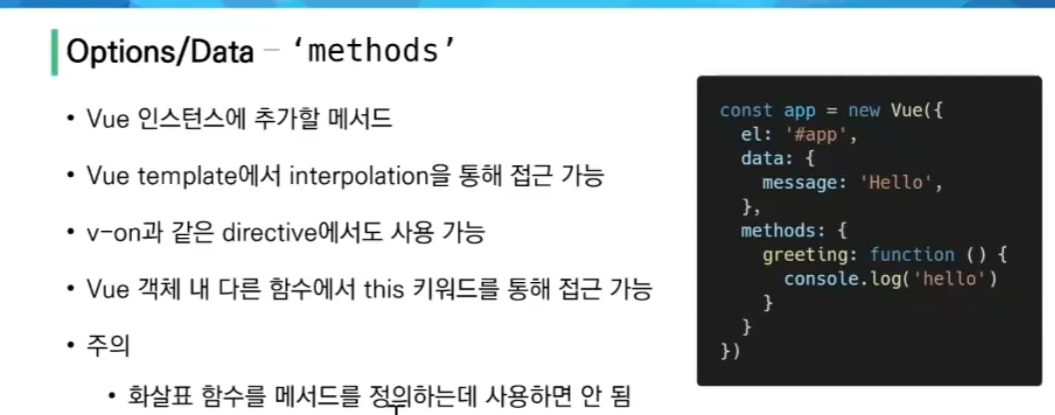 Options/Data – ‘methods’
• Vue 인스턴스에 추가할 메서드
• Vue template에서 interpolation을 통해 접근 가능
• v-on과 같은 directive에서도 사용 가능
• Vue 객체 내 다른 함수에서 this 키워드를 통해 접근 가능
• 주의
• 화살표 함수를 메서드를 정의하는데 사용하면 안 됨
const app = new Vue({
  el: '#app',
  data: {
    message: 'Hello',
  },
  methods: {
    greeting: function () {
      console.log('hello')
    }
  }
})